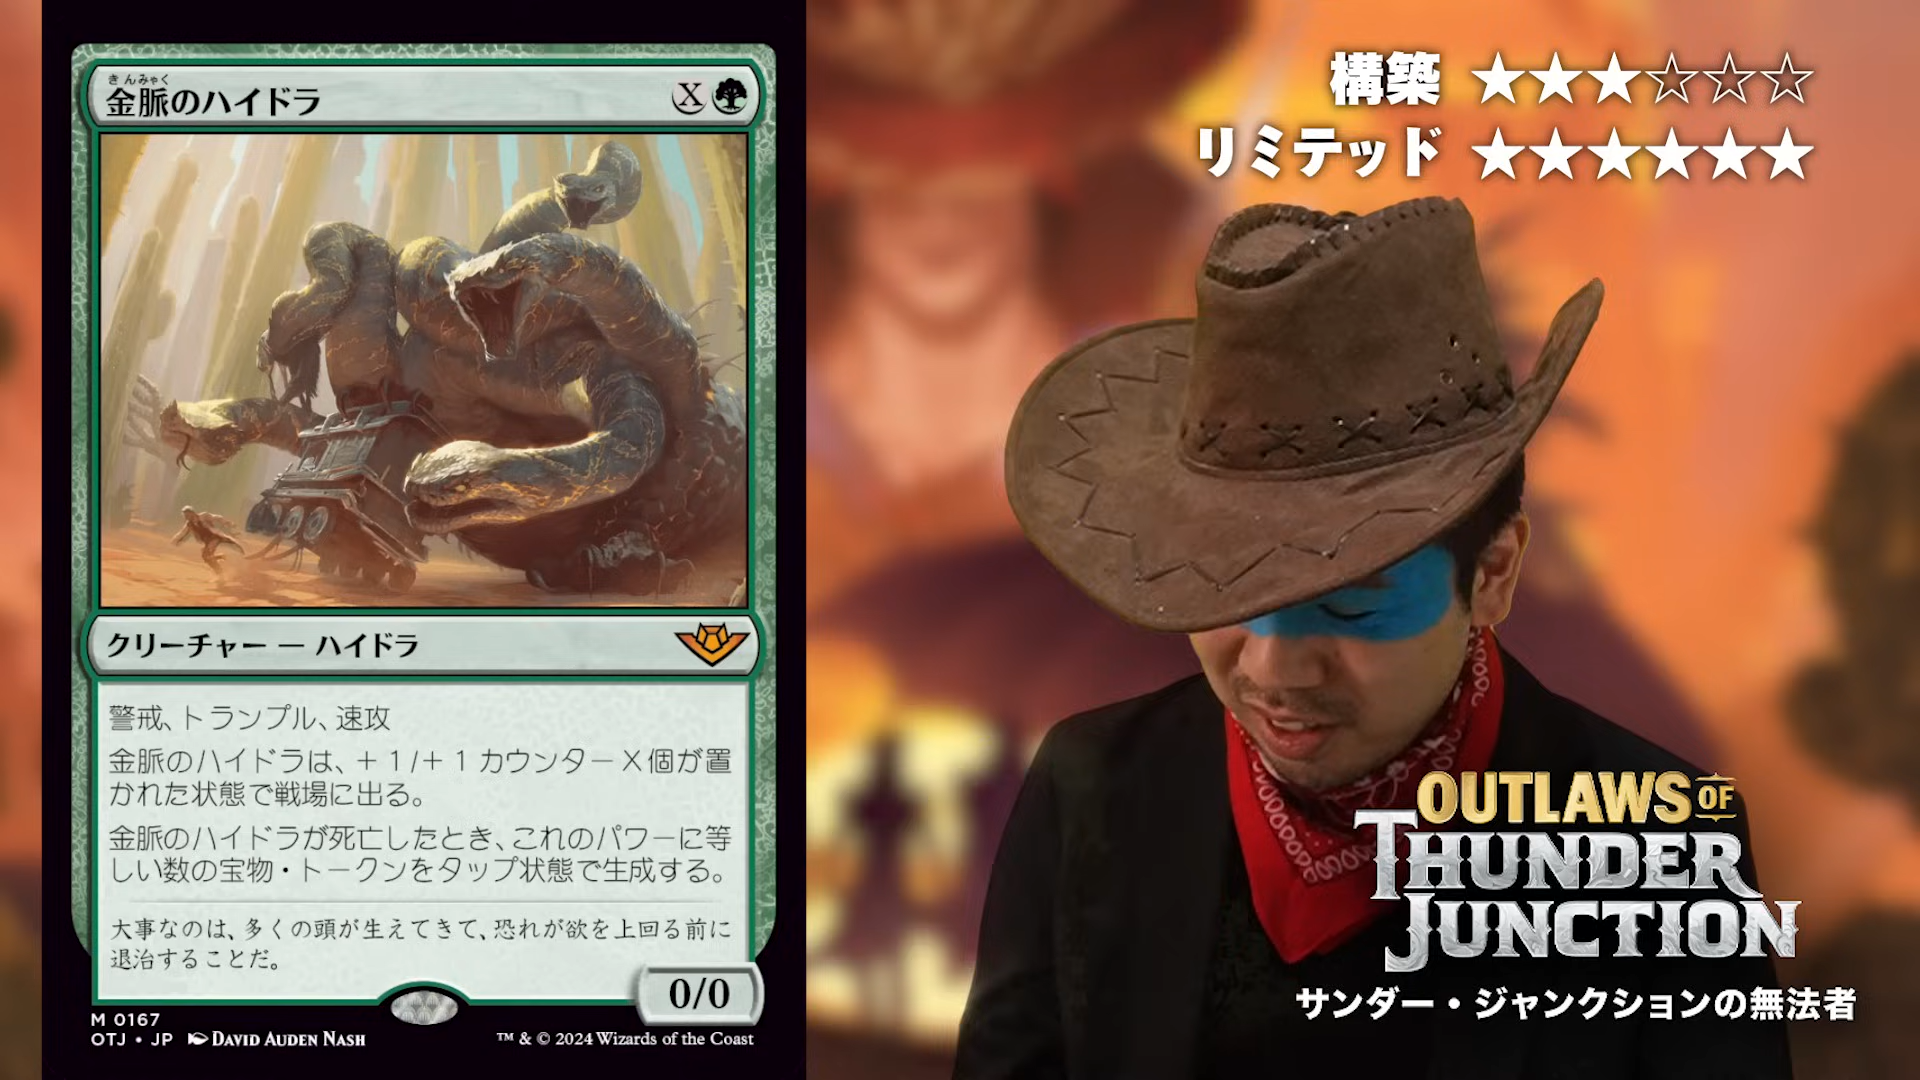 きんみゃく
金脈のハイドラ
X
クリーチャー — ハイドラ
警戒、トランプル、速攻
金脈のハイドラは、+1/+1カウンターX個が置
かれた状態で戦場に出る。
金脈のハイドラが死亡したとき、これのパワーに等
しい数の宝物・トークンをタップ状態で生成する。
大事なのは、多くの頭が生えてきて、恐れが欲を上回る前に
退治することだ。
0/0
M 0167
OTJ • JP DAVID AUDEN NASH
™ & © 2024 Wizards of the Coast
構築 ★★★☆☆☆
リミテッド ★★★★★★
OUTLAWS OF
THUNDER
JUNCTION
サンダー・ジャンクションの無法者